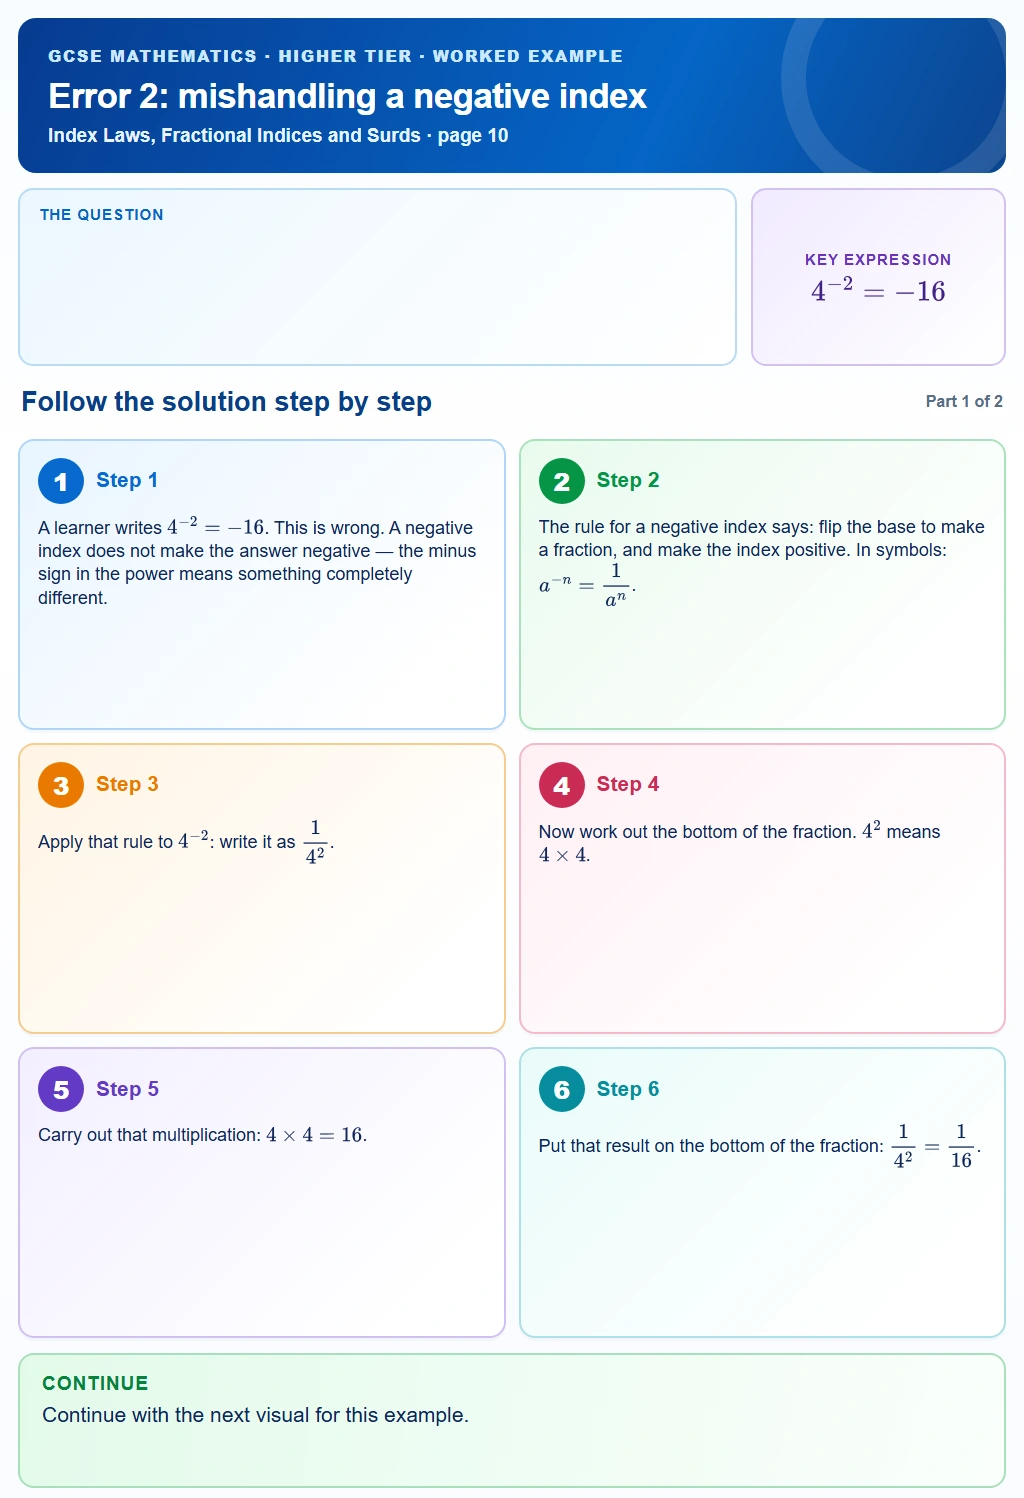 GCSE MATHEMATICS · HIGHER TIER · WORKED EXAMPLE
Error 2: mishandling a negative index
Index Laws, Fractional Indices and Surds · page 10
THE QUESTION
KEY EXPRESSION
4⁻² = −16
Follow the solution step by step
Part 1 of 2
1 Step 1
A learner writes 4⁻² = −16. This is wrong. A negative
index does not make the answer negative — the minus
sign in the power means something completely
different.
2 Step 2
The rule for a negative index says: flip the base to make
a fraction, and make the index positive. In symbols:
a⁻ⁿ = 1/aⁿ.
3 Step 3
Apply that rule to 4⁻²: write it as 1/4².
4 Step 4
Now work out the bottom of the fraction. 4² means
4 × 4.
5 Step 5
Carry out that multiplication: 4 × 4 = 16.
6 Step 6
Put that result on the bottom of the fraction: 1/4² = 1/16.
CONTINUE
Continue with the next visual for this example.